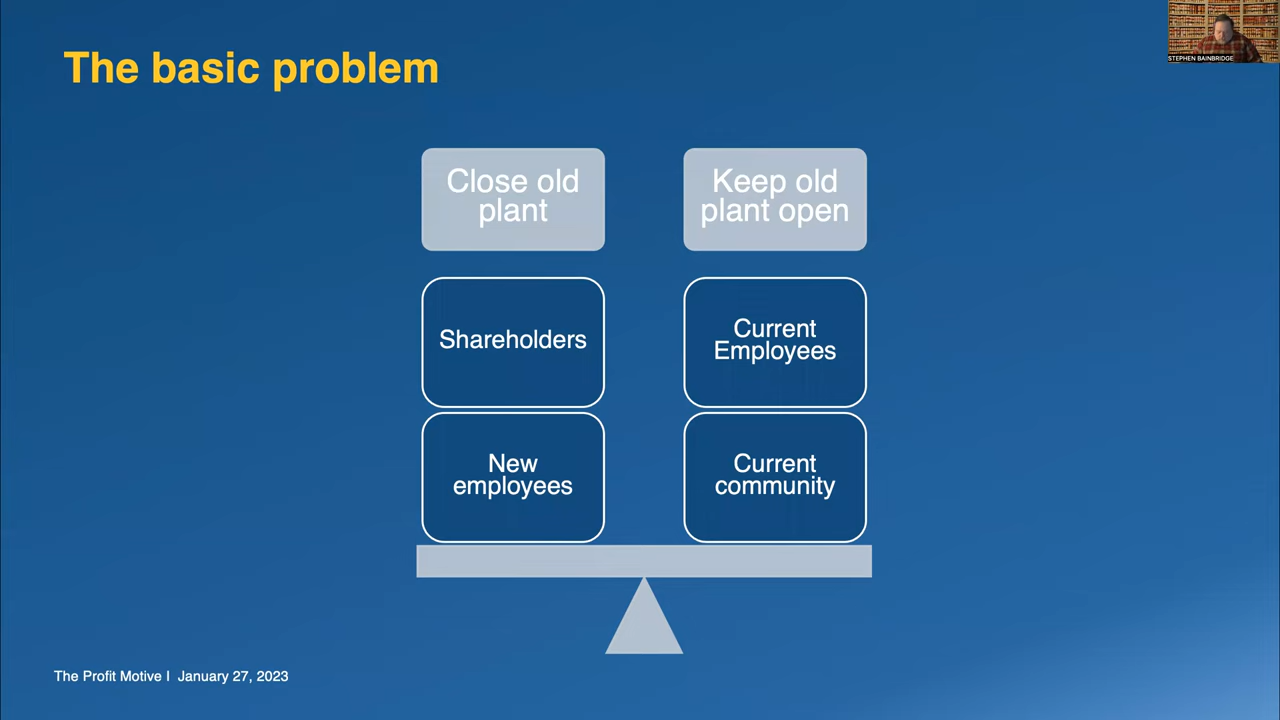 The basic problem
STEPHEN BAINBRIDGE
Close old
plant
Keep old
plant open
Shareholders
Current
Employees
New
employees
Current
community
The Profit Motive I January 27, 2023